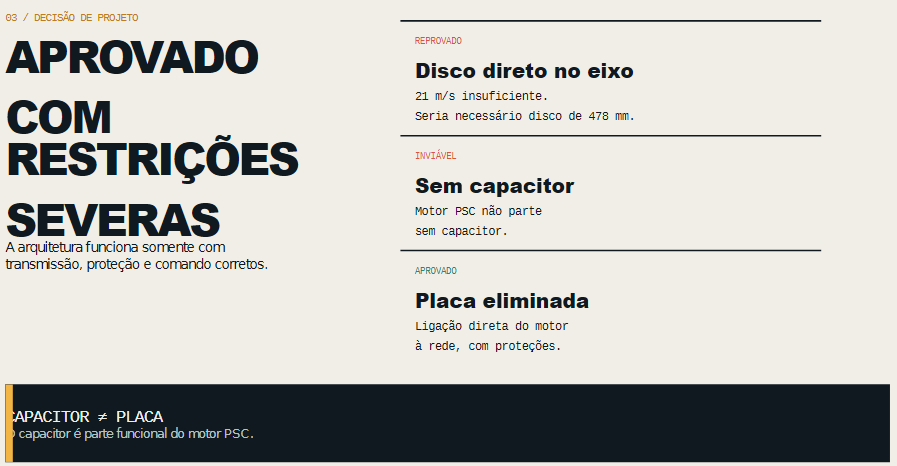 03 / DECISÃO DE PROJETO
APROVADO
COM
RESTRIÇÕES
SEVERAS
A arquitetura funciona somente com
transmissão, proteção e comando corretos.
REPROVADO
Disco direto no eixo
21 m/s insuficiente.
Seria necessário disco de 478 mm.
INVIÁVEL
Sem capacitor
Motor PSC não parte
sem capacitor.
APROVADO
Placa eliminada
Ligação direta do motor
à rede, com proteções.
CAPACITOR ≠ PLACA
O capacitor é parte funcional do motor PSC.